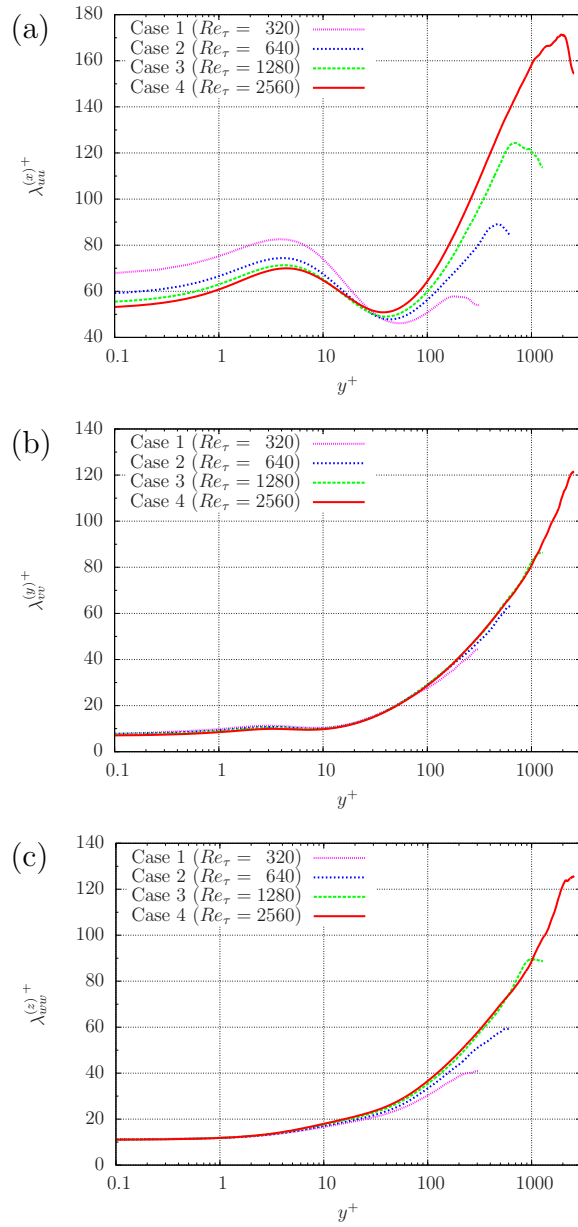 (a)
180
160
140
120
100
80
60
40
λ_uu^(x)+
Case 1 (Re_τ = 320)
Case 2 (Re_τ = 640)
Case 3 (Re_τ = 1280)
Case 4 (Re_τ = 2560)
0.1 1 10 100 1000
y+
(b)
140
120
100
80
60
40
20
0
λ_vv^(y)+
Case 1 (Re_τ = 320)
Case 2 (Re_τ = 640)
Case 3 (Re_τ = 1280)
Case 4 (Re_τ = 2560)
0.1 1 10 100 1000
y+
(c)
140
120
100
80
60
40
20
0
λ_ww^(z)+
Case 1 (Re_τ = 320)
Case 2 (Re_τ = 640)
Case 3 (Re_τ = 1280)
Case 4 (Re_τ = 2560)
0.1 1 10 100 1000
y+